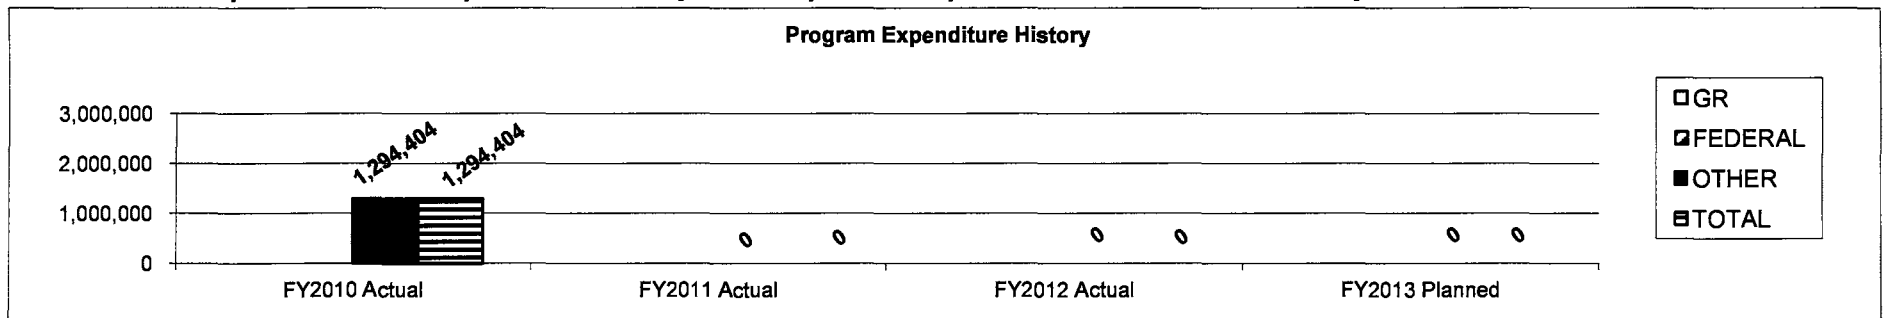 Program Expenditure History
3,000,000
2,000,000
1,000,000
0
1,294,404
1,294,404
0
0
0
0
0
0
FY2010 Actual
FY2011 Actual
FY2012 Actual
FY2013 Planned
GR
FEDERAL
OTHER
TOTAL